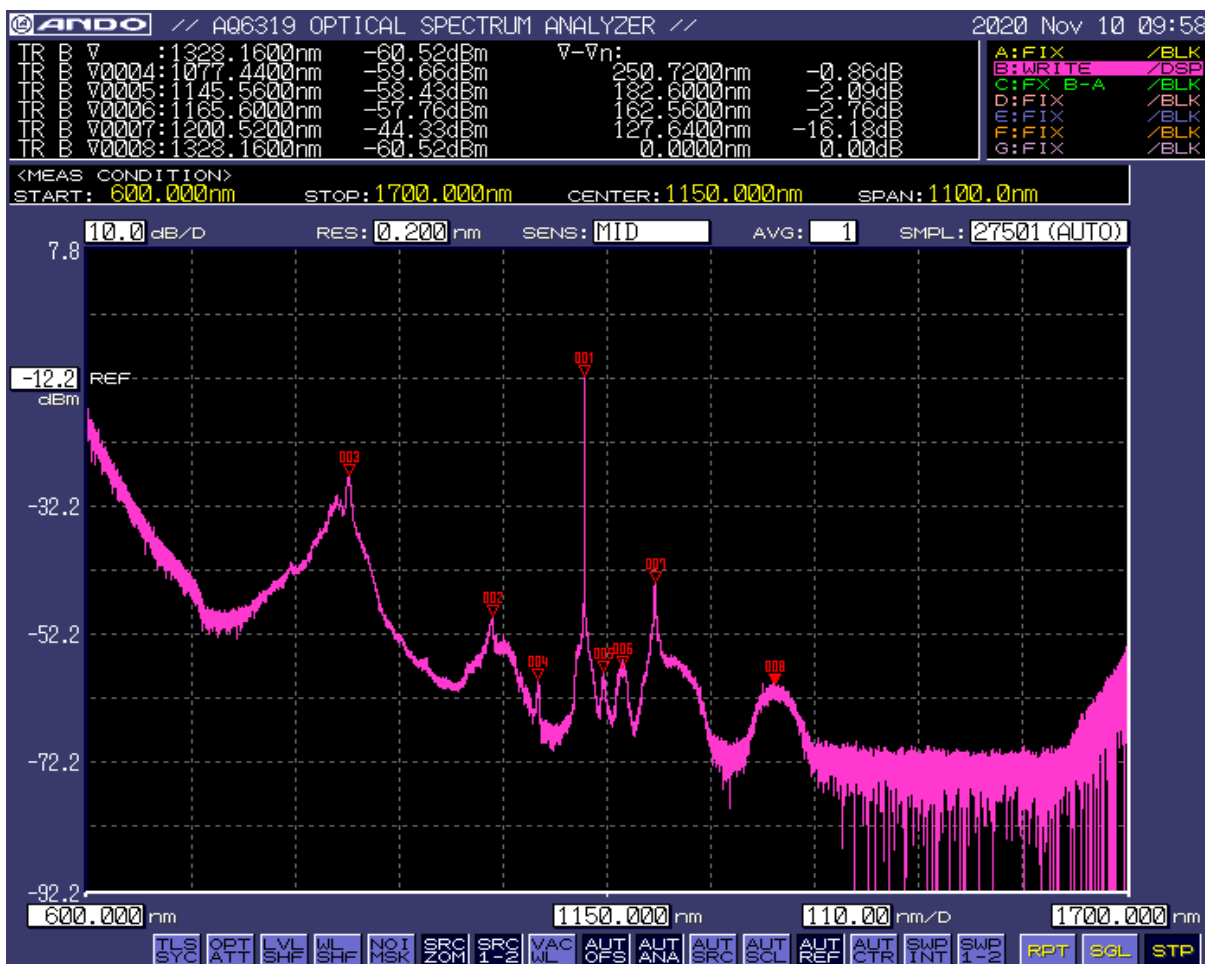 ANDO // AQ6319 OPTICAL SPECTRUM ANALYZER // 2020 Nov 10 09:58
TR B ∇ :1328.1600nm -60.52dBm ∇-∇n:
TR B ∇0004:1077.4400nm -59.66dBm 250.7200nm -0.86dB
TR B ∇0005:1145.5600nm -58.43dBm 182.6000nm -2.09dB
TR B ∇0006:1165.6000nm -57.76dBm 162.5600nm -2.76dB
TR B ∇0007:1200.5200nm -44.33dBm 127.6400nm -16.18dB
TR B ∇0008:1328.1600nm -60.52dBm 0.0000nm 0.00dB
A:FIX /BLK
B:WRITE /DSP
C:FX B-A /BLK
D:FIX /BLK
E:FIX /BLK
F:FIX /BLK
G:FIX /BLK
<MEAS CONDITION>
START: 600.000nm STOP:1700.000nm CENTER:1150.000nm SPAN:1100.0nm
10.0 dB/D RES: 0.200 nm SENS: MID AVG: 1 SMPL: 27501(AUTO)
7.8
001
-12.2 REF
dBm
003
-32.2
007
002
-52.2
004 005 006 008
-72.2
-92.2
600.000 nm 1150.000 nm 110.00 nm/D 1700.000 nm
TLS SYC OPT ATT LVL SHF WL SHF NOI MSK SRC ZOM SRC 1-2 VAC WL AUT OFS AUT ANA AUT SRC AUT SCL AUT REF AUT CTR SWP INT SWP 1-2 RPT SGL STP